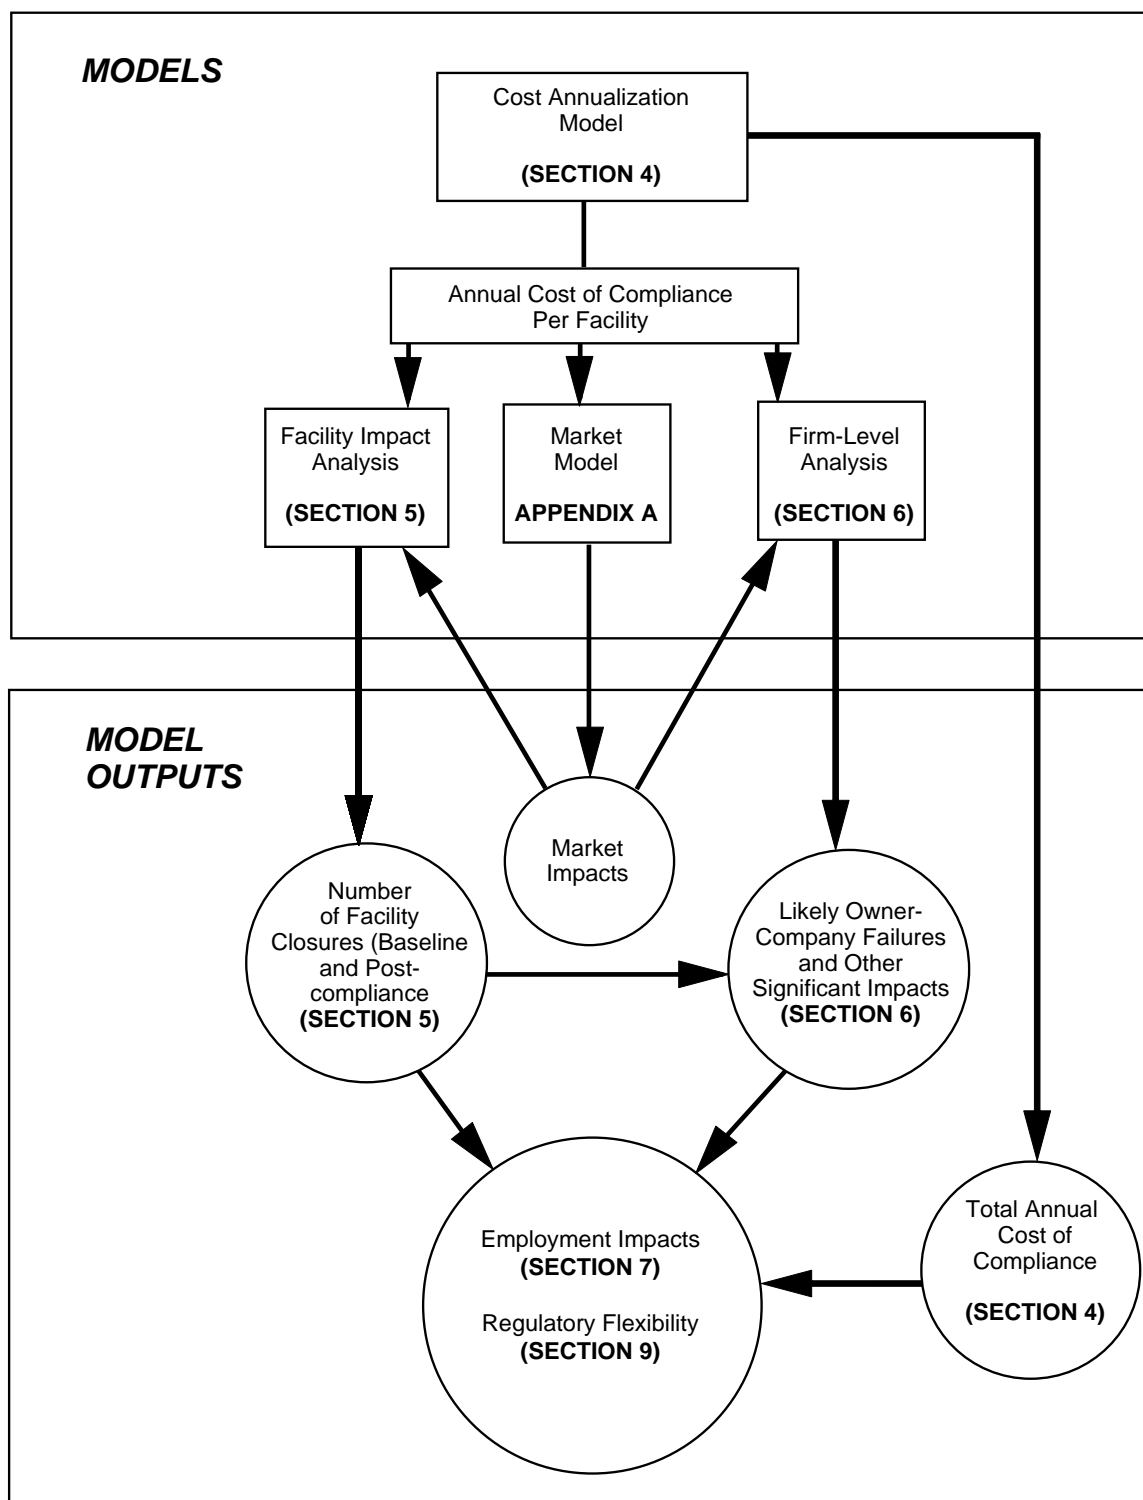 MODELS
Cost Annualization
Model
(SECTION 4)
Annual Cost of Compliance
Per Facility
Facility Impact
Analysis
(SECTION 5)
Market
Model
APPENDIX A
Firm-Level
Analysis
(SECTION 6)
MODEL
OUTPUTS
Market
Impacts
Number
of Facility
Closures (Baseline
and Post-
compliance
(SECTION 5)
Likely Owner-
Company Failures
and Other
Significant Impacts
(SECTION 6)
Employment Impacts
(SECTION 7)
Regulatory Flexibility
(SECTION 9)
Total Annual
Cost of
Compliance
(SECTION 4)